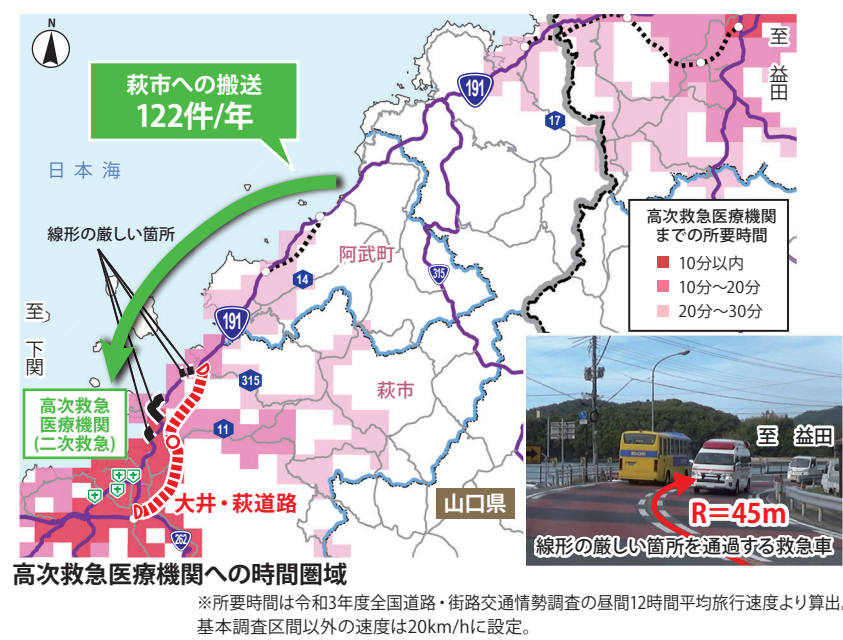 N
萩市への搬送
122件/年
191
至 益田
17
日本海
高次救急医療機関
までの所要時間
10分以内
10分～20分
20分～30分
線形の厳しい箇所
阿武町
315
14
191
至 下関
315
萩市
高次救急
医療機関
(二次救急)
11
至 益田
大井・萩道路
山口県
R=45m
262
線形の厳しい箇所を通過する救急車
高次救急医療機関への時間圏域
※所要時間は令和3年度全国道路・街路交通情勢調査の昼間12時間平均旅行速度より算出。
基本調査区間以外の速度は20km/hに設定。